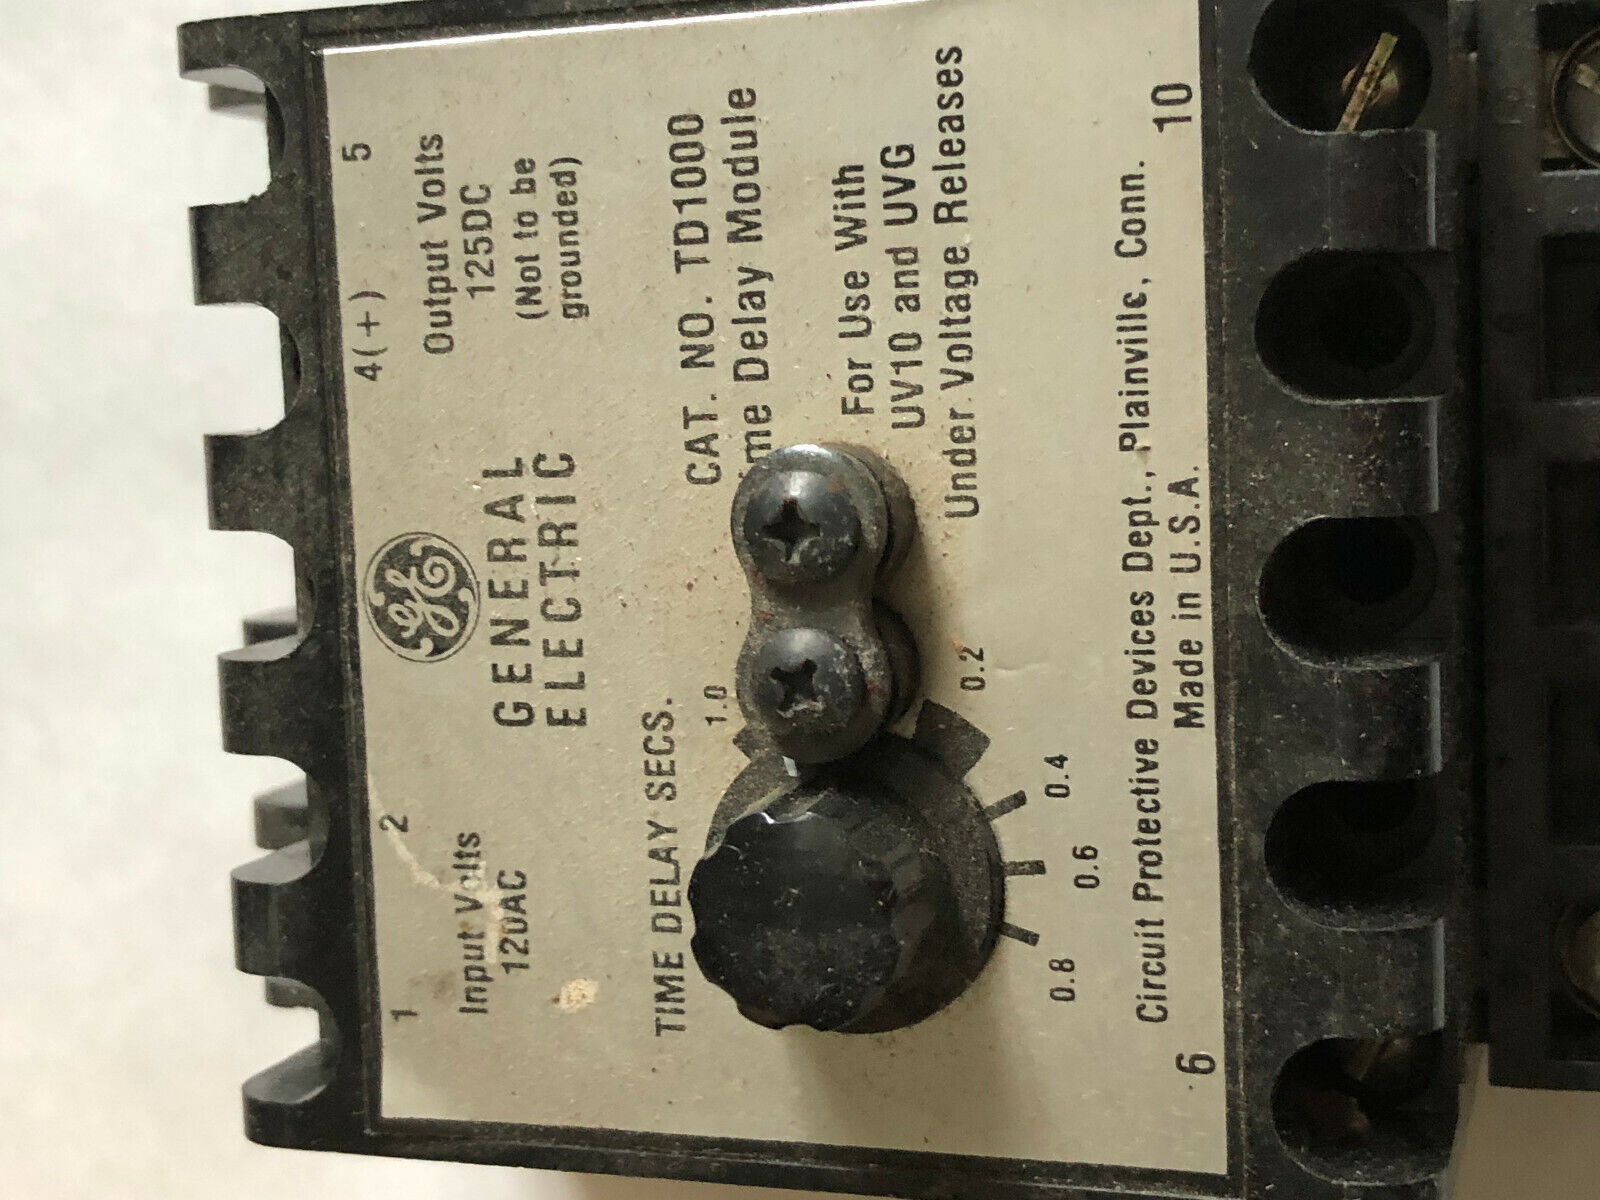 1
2
4(+)
5
Input Volts
120AC
Output Volts
125DC
(Not to be
grounded)
GENERAL
ELECTRIC
TIME DELAY SECS.
1.0
0.2
0.4
0.6
0.8
CAT. NO. TD1000
Delay Module
For Use With
UV10 and UVG
Under Voltage Releases
Circuit Protective Devices Dept., Plainville, Conn.
Made in U.S.A.
6
10